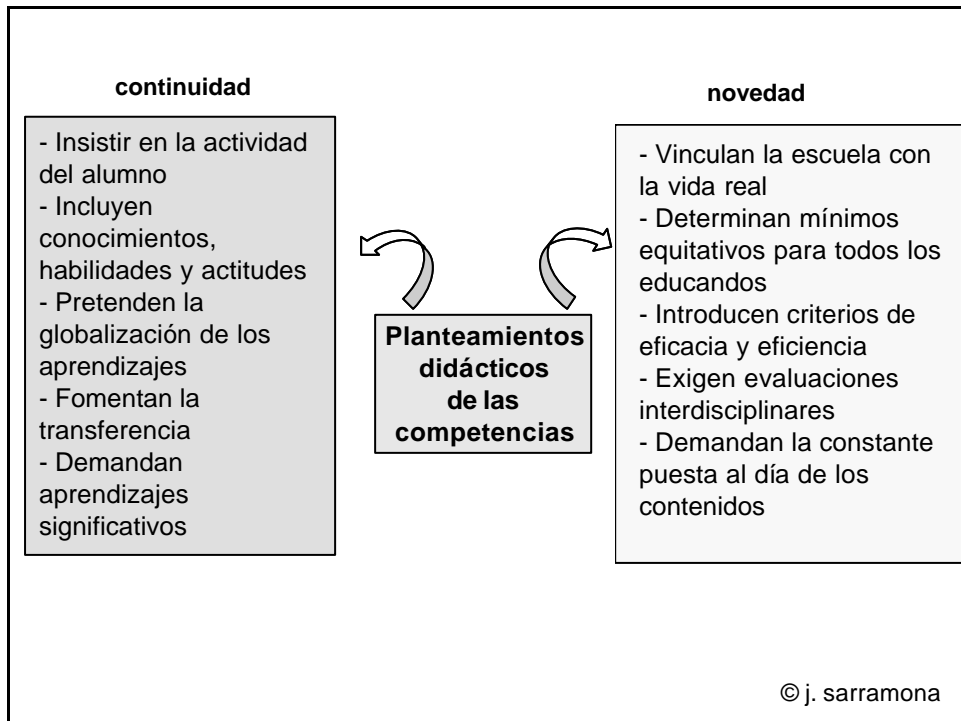 continuidad
- Insistir en la actividad
del alumno
- Incluyen
conocimientos,
habilidades y actitudes
- Pretenden la
globalización de los
aprendizajes
- Fomentan la
transferencia
- Demandan
aprendizajes
significativos
Planteamientos
didácticos
de las
competencias
novedad
- Vinculan la escuela con
la vida real
- Determinan mínimos
equitativos para todos los
educandos
- Introducen criterios de
eficacia y eficiencia
- Exigen evaluaciones
interdisciplinares
- Demandan la constante
puesta al día de los
contenidos
© j. sarramona